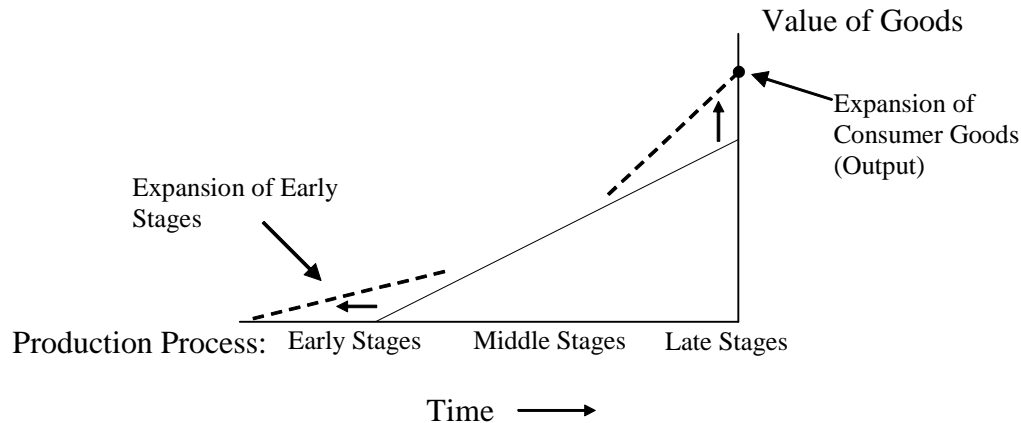 Value of Goods
Expansion of
Consumer Goods
(Output)
Expansion of Early
Stages
Production Process: Early Stages Middle Stages Late Stages
Time